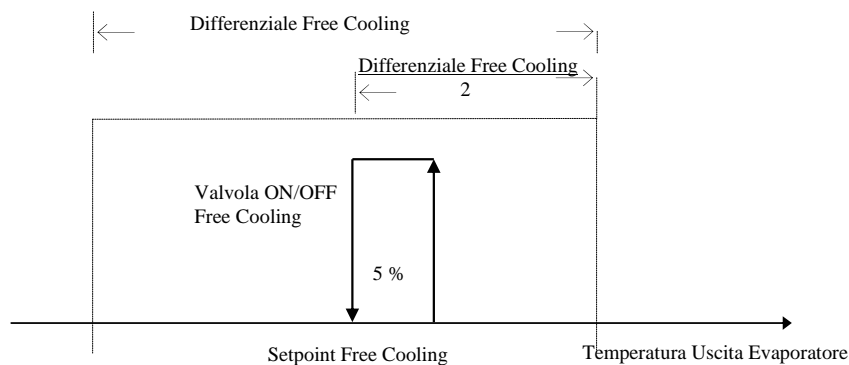 Differenziale Free Cooling
Differenziale Free Cooling
2
Valvola ON/OFF
Free Cooling
5 %
Setpoint Free Cooling
Temperatura Uscita Evaporatore